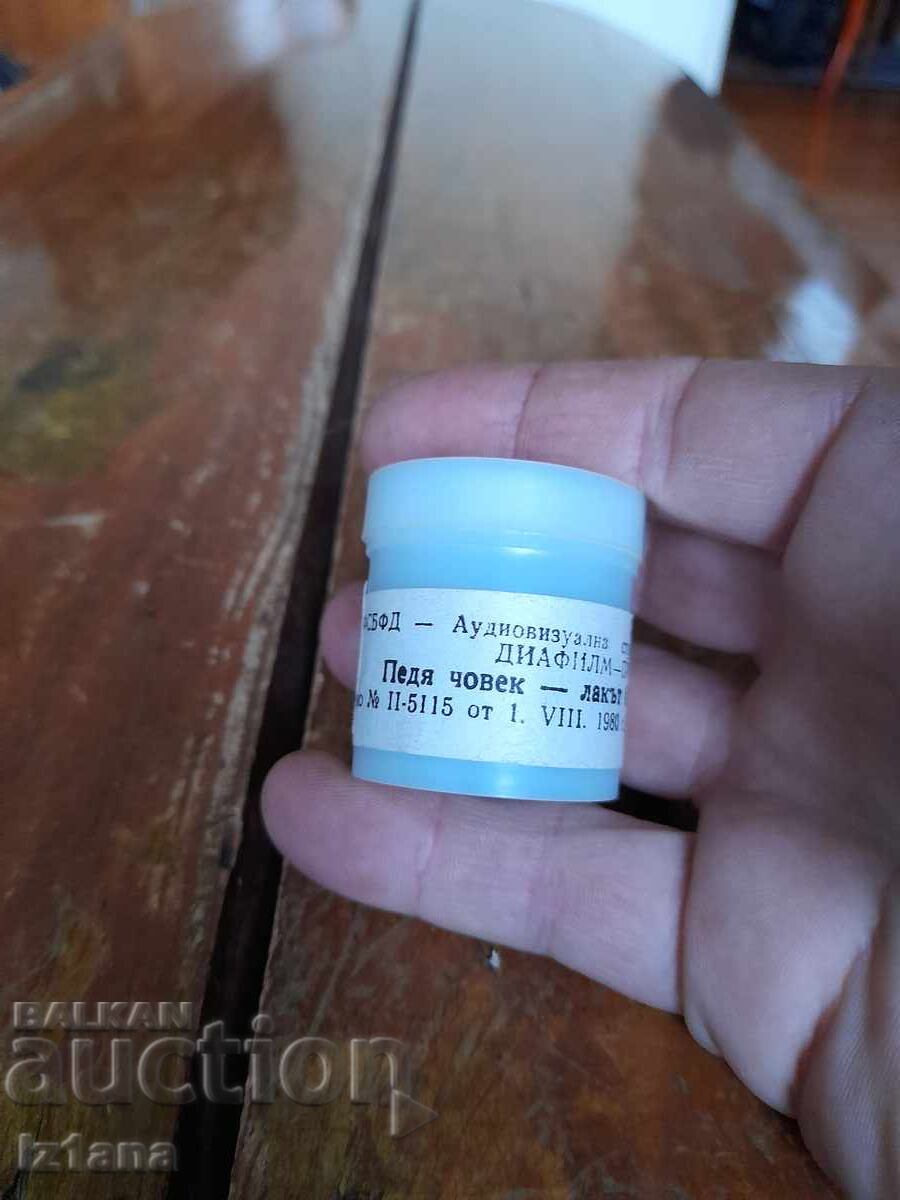 СБФД — Аудиовизуална
ДИАФИЛМ—
Педя човек — лакът
№ II-5115 от 1. VIII. 1980
BALKAN
auction
Iz1ana